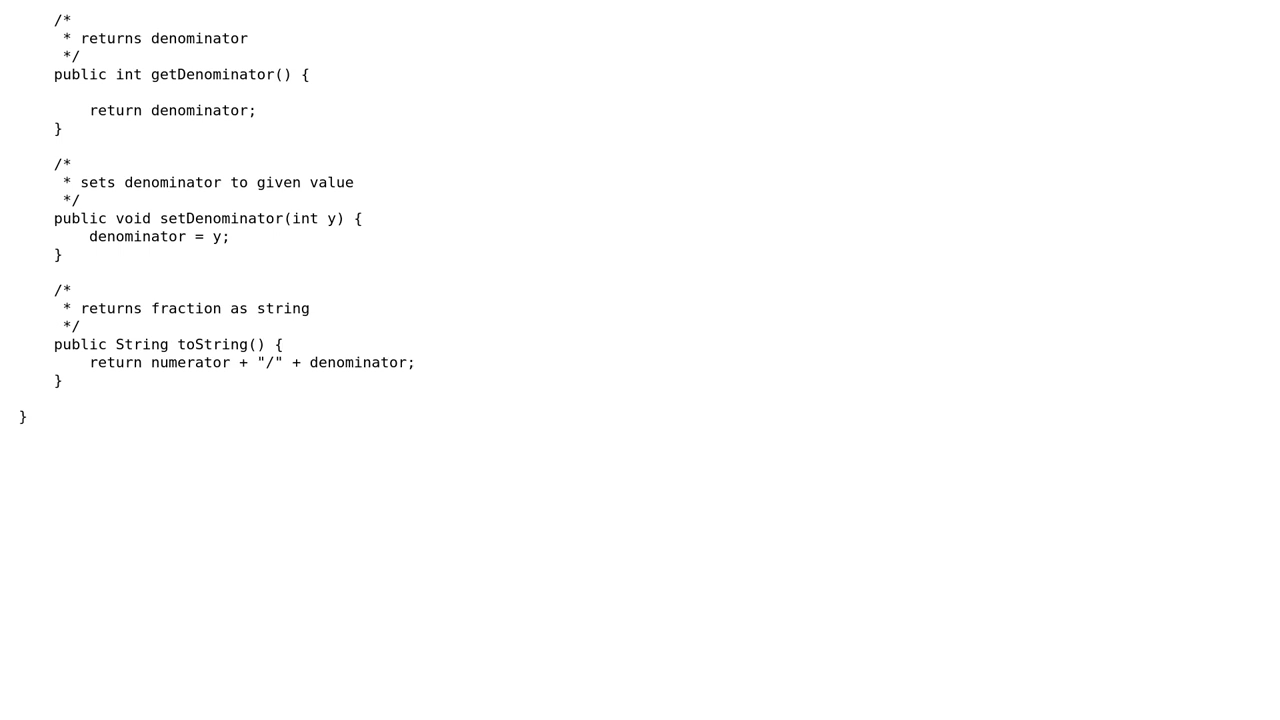 /*
     * returns denominator
     */
    public int getDenominator() {

        return denominator;
    }

    /*
     * sets denominator to given value
     */
    public void setDenominator(int y) {
        denominator = y;
    }

    /*
     * returns fraction as string
     */
    public String toString() {
        return numerator + "/" + denominator;
    }

}